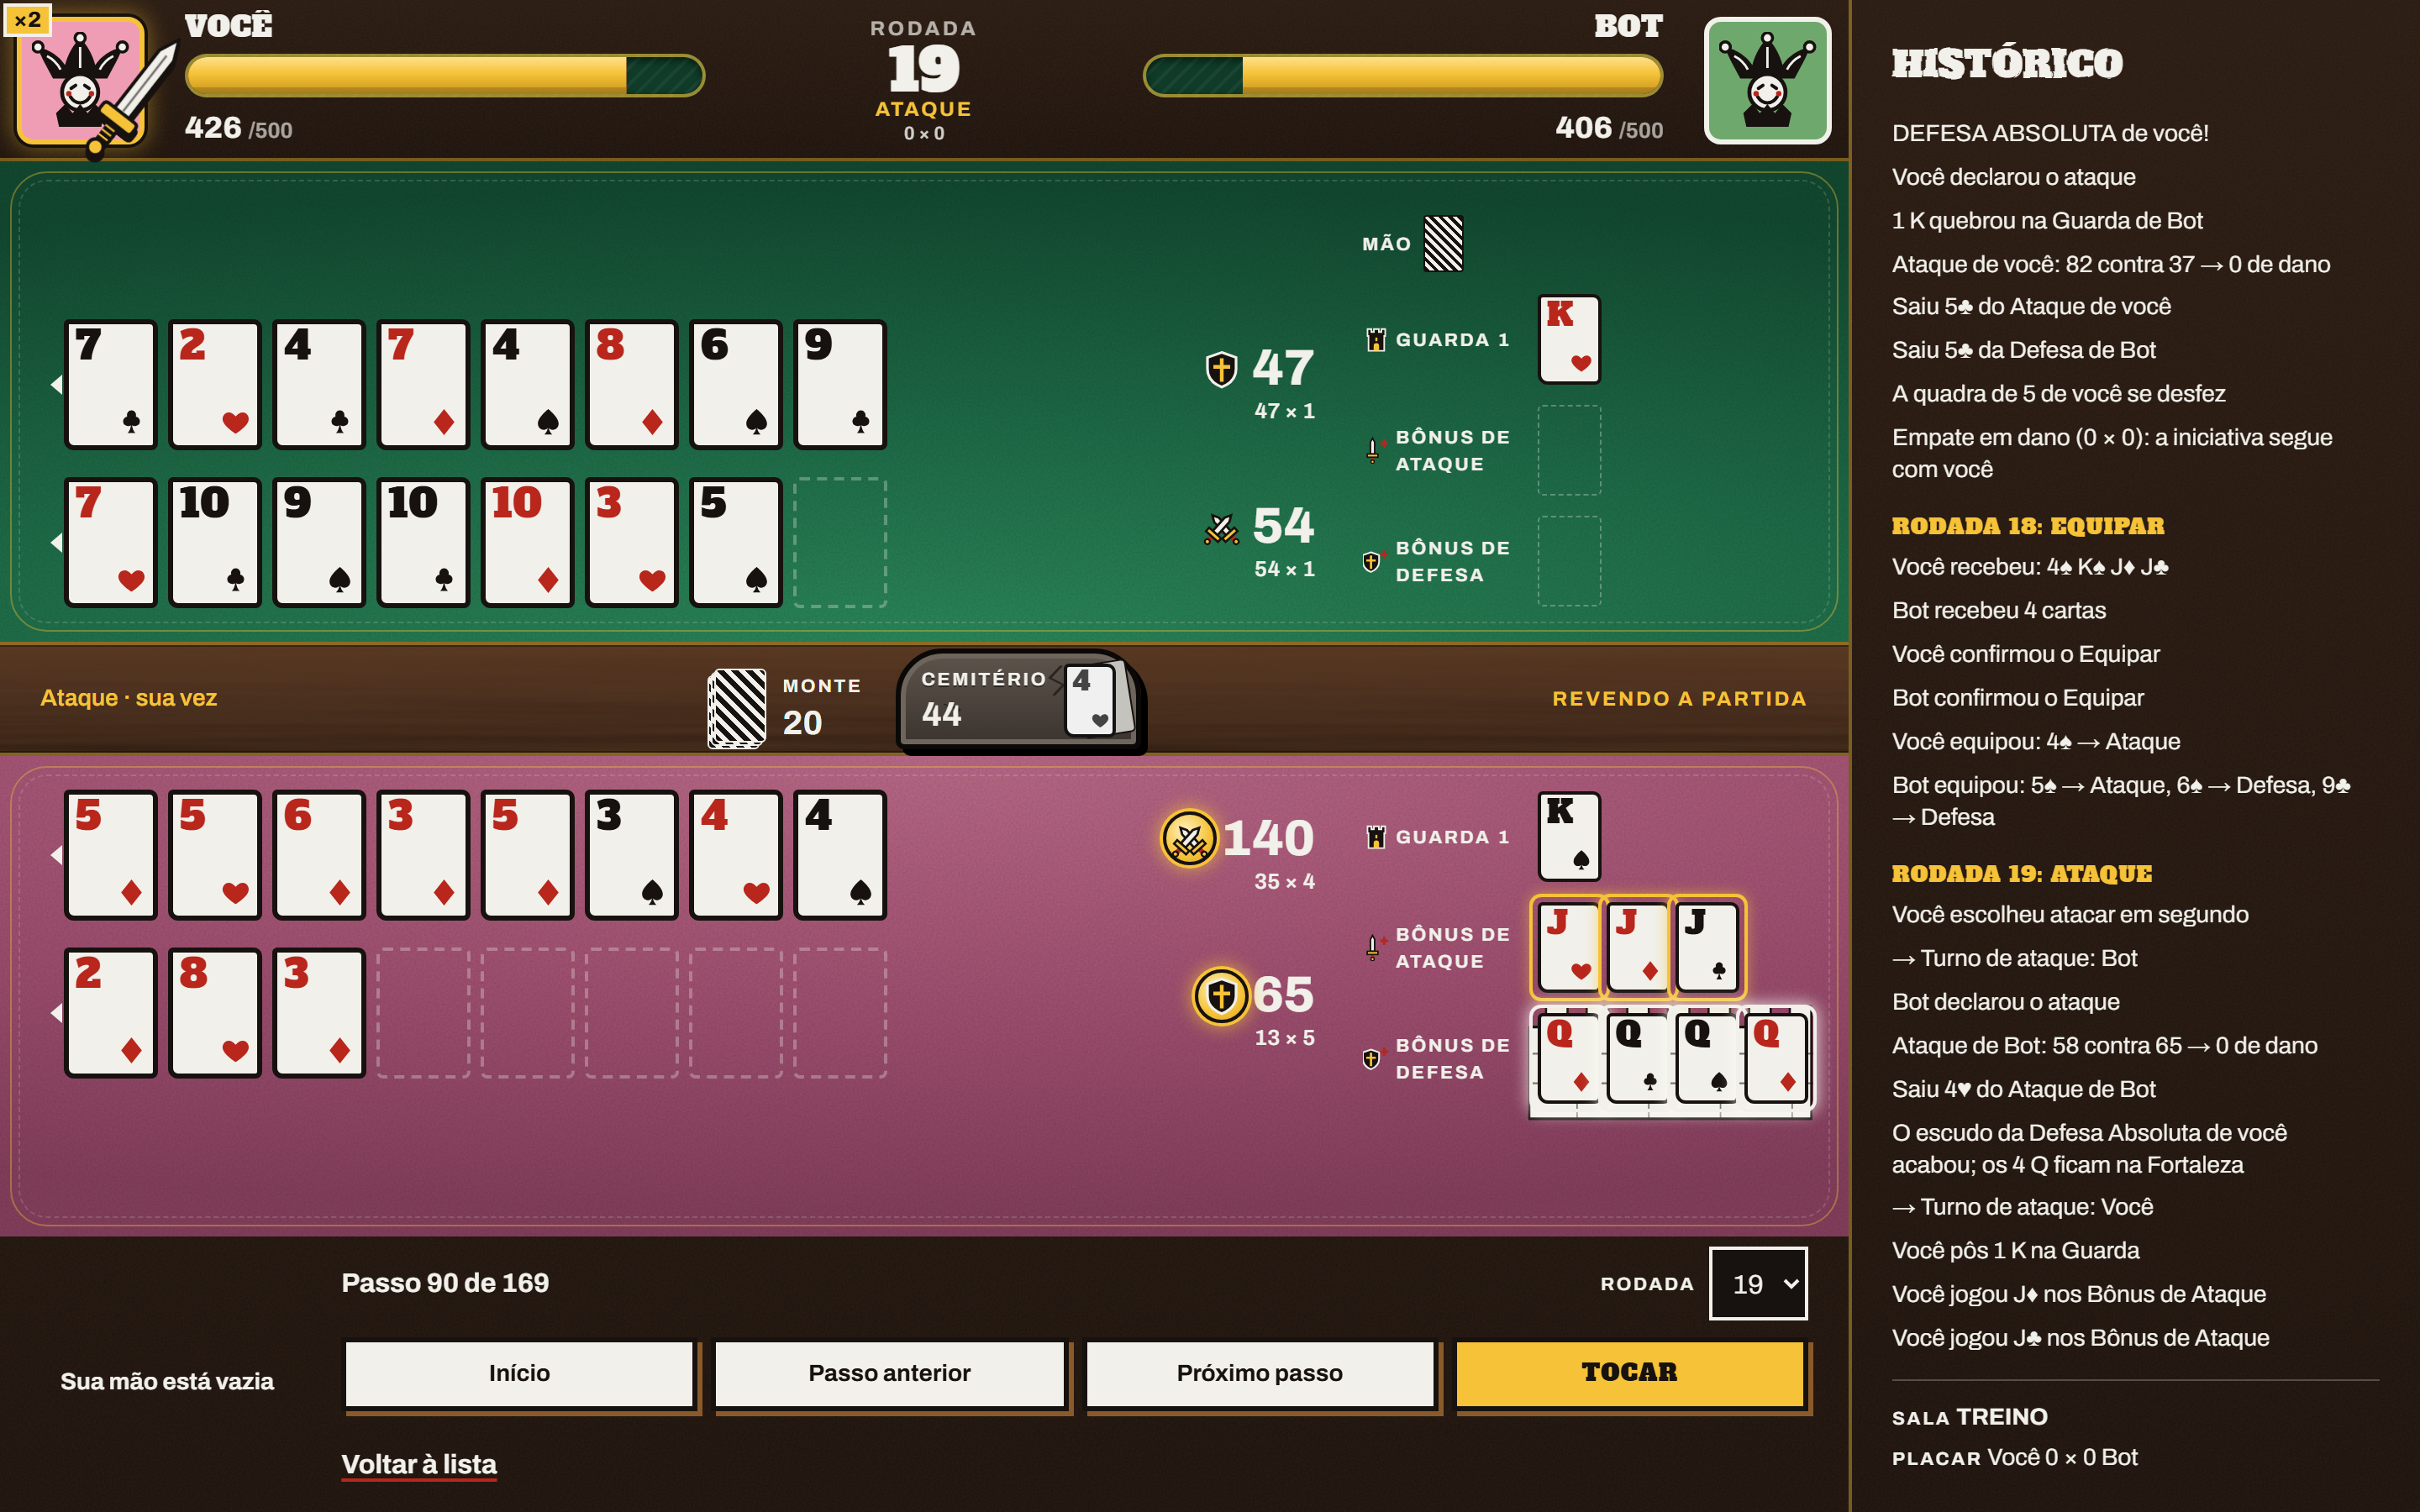 ×2
VOCÊ
426 /500
RODADA
19
ATAQUE
0 × 0
BOT
406 /500
MÃO
7 2 4 7 4 8 6 9
47
47 × 1
GUARDA 1
K
BÔNUS DE
ATAQUE
7 10 9 10 10 3 5
54
54 × 1
BÔNUS DE
DEFESA
Ataque · sua vez
MONTE
20
CEMITÉRIO
44
4
REVENDO A PARTIDA
5 5 6 3 5 3 4 4
140
35 × 4
GUARDA 1
K
BÔNUS DE
ATAQUE
J J J
2 8 3
65
13 × 5
BÔNUS DE
DEFESA
Q Q Q Q
Passo 90 de 169
RODADA 19
Sua mão está vazia
Início
Passo anterior
Próximo passo
TOCAR
Voltar à lista
HISTÓRICO
DEFESA ABSOLUTA de você!
Você declarou o ataque
1 K quebrou na Guarda de Bot
Ataque de você: 82 contra 37 → 0 de dano
Saiu 5♣ do Ataque de você
Saiu 5♣ da Defesa de Bot
A quadra de 5 de você se desfez
Empate em dano (0 × 0): a iniciativa segue
com você
RODADA 18: EQUIPAR
Você recebeu: 4♠ K♠ J♦ J♣
Bot recebeu 4 cartas
Você confirmou o Equipar
Bot confirmou o Equipar
Você equipou: 4♠ → Ataque
Bot equipou: 5♠ → Ataque, 6♠ → Defesa, 9♣
→ Defesa
RODADA 19: ATAQUE
Você escolheu atacar em segundo
→ Turno de ataque: Bot
Bot declarou o ataque
Ataque de Bot: 58 contra 65 → 0 de dano
Saiu 4♥ do Ataque de Bot
O escudo da Defesa Absoluta de você
acabou; os 4 Q ficam na Fortaleza
→ Turno de ataque: Você
Você pôs 1 K na Guarda
Você jogou J♦ nos Bônus de Ataque
Você jogou J♣ nos Bônus de Ataque
SALA TREINO
PLACAR Você 0 × 0 Bot